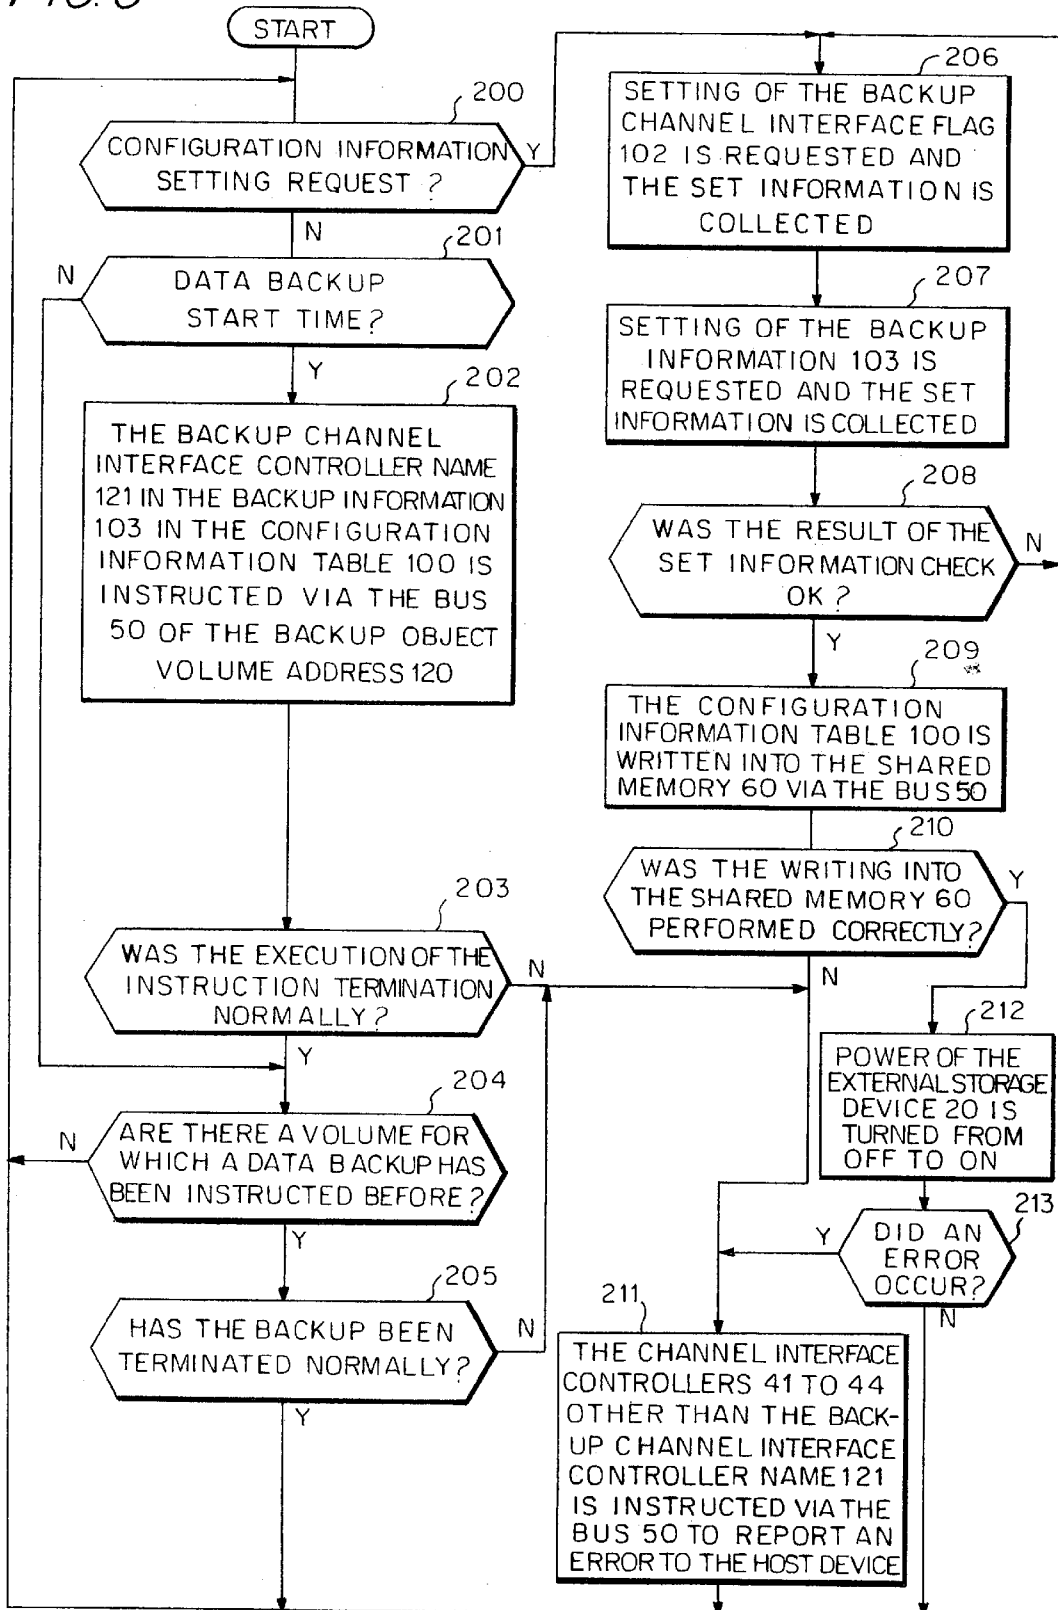 START
200
CONFIGURATION INFORMATION
SETTING REQUEST ?
Y
N
201
N
DATA BACKUP
START TIME?
Y
202
THE BACKUP CHANNEL
INTERFACE CONTROLLER NAME
121 IN THE BACKUP INFORMATION
103 IN THE CONFIGURATION
INFORMATION TABLE 100 IS
INSTRUCTED VIA THE BUS
50 OF THE BACKUP OBJECT
VOLUME ADDRESS 120
203
WAS THE EXECUTION OF THE
INSTRUCTION TERMINATION
NORMALLY ?
N
Y
204
N
ARE THERE A VOLUME FOR
WHICH A DATA BACKUP HAS
BEEN INSTRUCTED BEFORE ?
Y
205
HAS THE BACKUP BEEN
TERMINATED NORMALLY ?
N
Y
206
SETTING OF THE BACKUP
CHANNEL INTERFACE FLAG
102 IS REQUESTED AND
THE SET INFORMATION IS
COLLECTED
207
SETTING OF THE BACKUP
INFORMATION 103 IS
REQUESTED AND THE SET
INFORMATION IS COLLECTED
208
WAS THE RESULT OF THE
SET INFORMATION CHECK
OK ?
N
Y
209
THE CONFIGURATION
INFORMATION TABLE 100 IS
WRITTEN INTO THE SHARED
MEMORY 60 VIA THE BUS 50
210
WAS THE WRITING INTO
THE SHARED MEMORY 60
PERFORMED CORRECTLY?
Y
N
212
POWER OF THE
EXTERNAL STORAGE
DEVICE 20 IS
TURNED FROM
OFF TO ON
213
DID AN
ERROR
OCCUR?
Y
N
211
THE CHANNEL INTERFACE
CONTROLLERS 41 TO 44
OTHER THAN THE BACK-
UP CHANNEL INTERFACE
CONTROLLER NAME 121
IS INSTRUCTED VIA THE
BUS 50 TO REPORT AN
ERROR TO THE HOST DEVICE